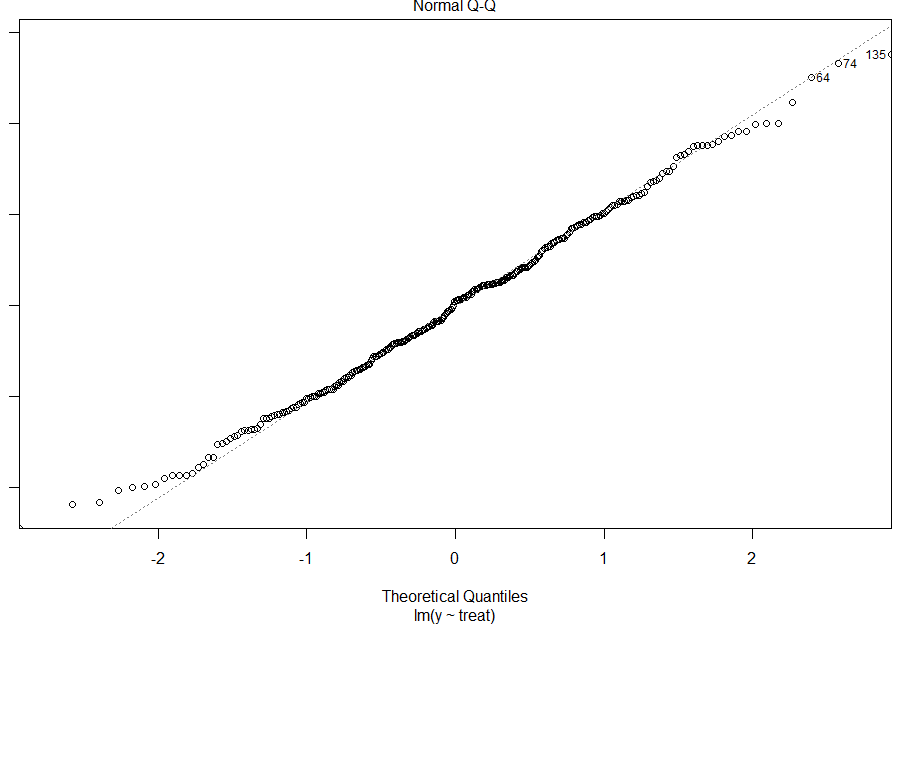 Normal Q-Q
135
74
64
-2 -1 0 1 2
Theoretical Quantiles
lm(y ~ treat)